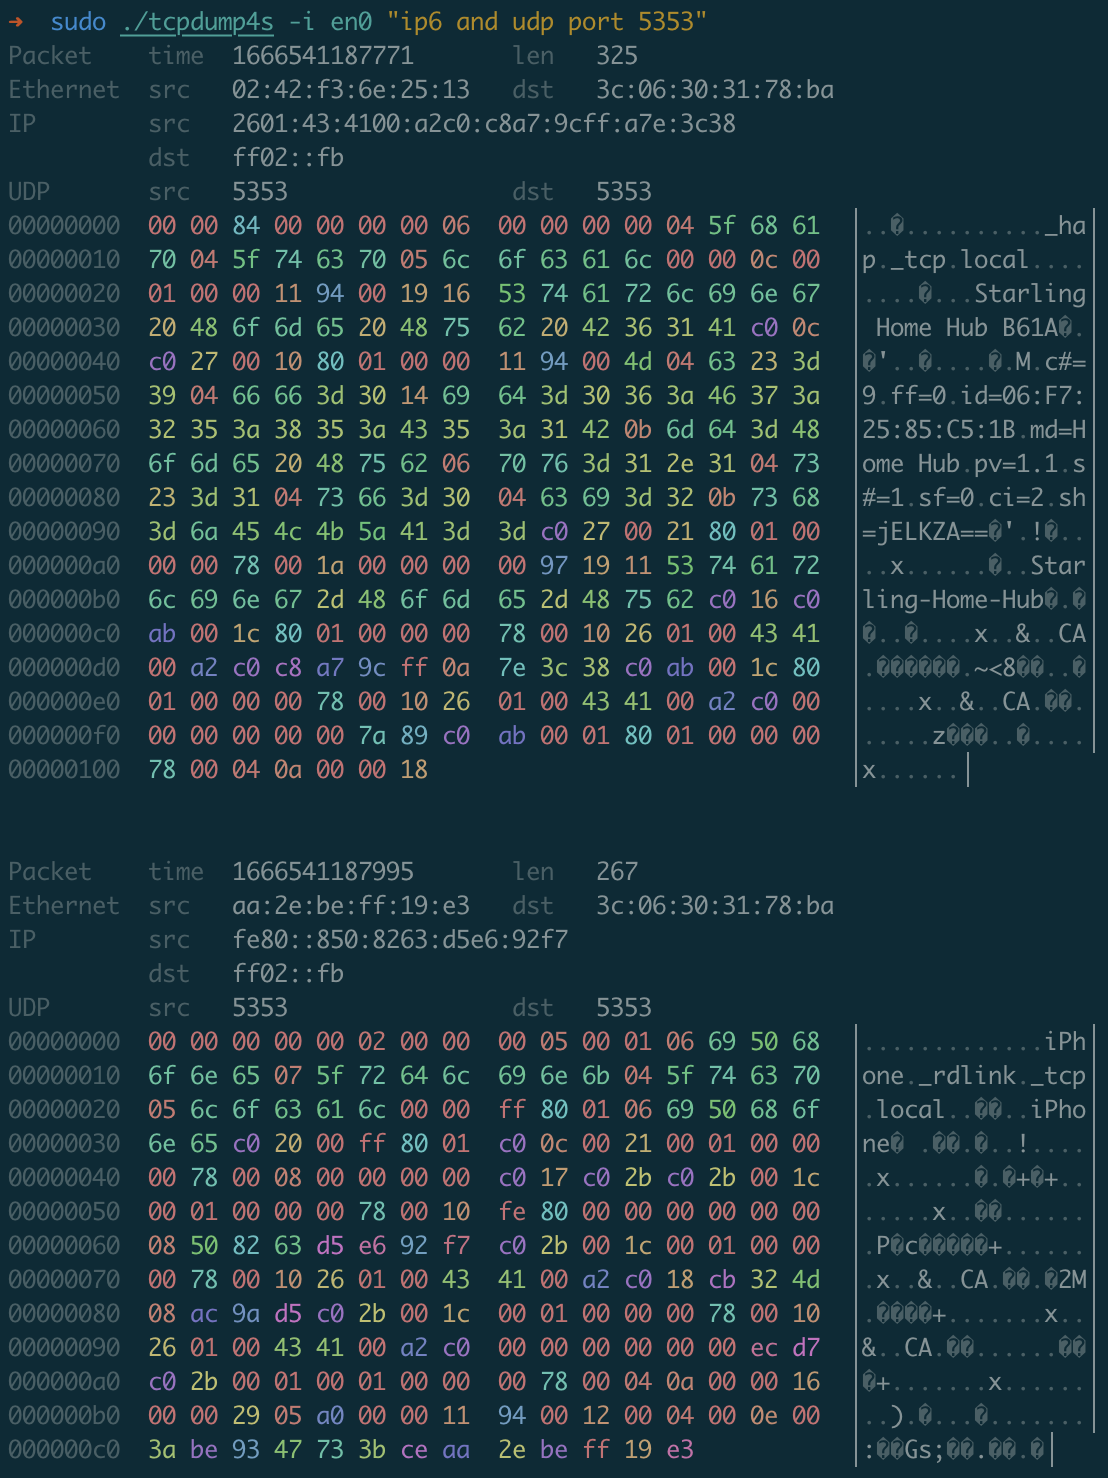 ➜  sudo ./tcpdump4s -i en0 "ip6 and udp port 5353"
Packet    time  1666541187771       len   325
Ethernet  src   02:42:f3:6e:25:13   dst   3c:06:30:31:78:ba
IP        src   2601:43:4100:a2c0:c8a7:9cff:a7e:3c38
          dst   ff02::fb
UDP       src   5353                dst   5353
00000000  00 00 84 00 00 00 00 06  00 00 00 00 04 5f 68 61  |..�.........._ha|
00000010  70 04 5f 74 63 70 05 6c  6f 63 61 6c 00 00 0c 00  |p._tcp.local....|
00000020  01 00 00 11 94 00 19 16  53 74 61 72 6c 69 6e 67  |....�...Starling|
00000030  20 48 6f 6d 65 20 48 75  62 20 42 36 31 41 c0 0c  | Home Hub B61A�.|
00000040  c0 27 00 10 80 01 00 00  11 94 00 4d 04 63 23 3d  |�'..�....�.M.c#=|
00000050  39 04 66 66 3d 30 14 69  64 3d 30 36 3a 46 37 3a  |9.ff=0.id=06:F7:|
00000060  32 35 3a 38 35 3a 43 35  3a 31 42 0b 6d 64 3d 48  |25:85:C5:1B.md=H|
00000070  6f 6d 65 20 48 75 62 06  70 76 3d 31 2e 31 04 73  |ome Hub.pv=1.1.s|
00000080  23 3d 31 04 73 66 3d 30  04 63 69 3d 32 0b 73 68  |#=1.sf=0.ci=2.sh|
00000090  3d 6a 45 4c 4b 5a 41 3d  3d c0 27 00 21 80 01 00  |=jELKZA==�'.!�..|
000000a0  00 00 78 00 1a 00 00 00  00 97 19 11 53 74 61 72  |..x......�..Star|
000000b0  6c 69 6e 67 2d 48 6f 6d  65 2d 48 75 62 c0 16 c0  |ling-Home-Hub�.�|
000000c0  ab 00 1c 80 01 00 00 00  78 00 10 26 01 00 43 41  |�..�....x..&..CA|
000000d0  00 a2 c0 c8 a7 9c ff 0a  7e 3c 38 c0 ab 00 1c 80  |.������.~<8��..�|
000000e0  01 00 00 00 78 00 10 26  01 00 43 41 00 a2 c0 00  |....x..&..CA.��.|
000000f0  00 00 00 00 00 7a 89 c0  ab 00 01 80 01 00 00 00  |.....z���..�....|
00000100  78 00 04 0a 00 00 18  |x......|
Packet    time  1666541187995       len   267
Ethernet  src   aa:2e:be:ff:19:e3   dst   3c:06:30:31:78:ba
IP        src   fe80::850:8263:d5e6:92f7
          dst   ff02::fb
UDP       src   5353                dst   5353
00000000  00 00 00 00 00 02 00 00  00 05 00 01 06 69 50 68  |.............iPh|
00000010  6f 6e 65 07 5f 72 64 6c  69 6e 6b 04 5f 74 63 70  |one._rdlink._tcp|
00000020  05 6c 6f 63 61 6c 00 00  ff 80 01 06 69 50 68 6f  |.local..��..iPho|
00000030  6e 65 c0 20 00 ff 80 01  c0 0c 00 21 00 01 00 00  |ne� .��.�..!....|
00000040  00 78 00 08 00 00 00 00  c0 17 c0 2b c0 2b 00 1c  |.x......�.�+�+..|
00000050  00 01 00 00 00 78 00 10  fe 80 00 00 00 00 00 00  |.....x..��......|
00000060  08 50 82 63 d5 e6 92 f7  c0 2b 00 1c 00 01 00 00  |.P�c�����+......|
00000070  00 78 00 10 26 01 00 43  41 00 a2 c0 18 cb 32 4d  |.x..&..CA.��.�2M|
00000080  08 ac 9a d5 c0 2b 00 1c  00 01 00 00 00 78 00 10  |.����+.......x..|
00000090  26 01 00 43 41 00 a2 c0  00 00 00 00 00 00 ec d7  |&..CA.��......��|
000000a0  c0 2b 00 01 00 01 00 00  00 78 00 04 0a 00 00 16  |�+.......x......|
000000b0  00 00 29 05 a0 00 00 11  94 00 12 00 04 00 0e 00  |..).�...�.......|
000000c0  3a be 93 47 73 3b ce aa  2e be ff 19 e3  |:��Gs;��.��.�|